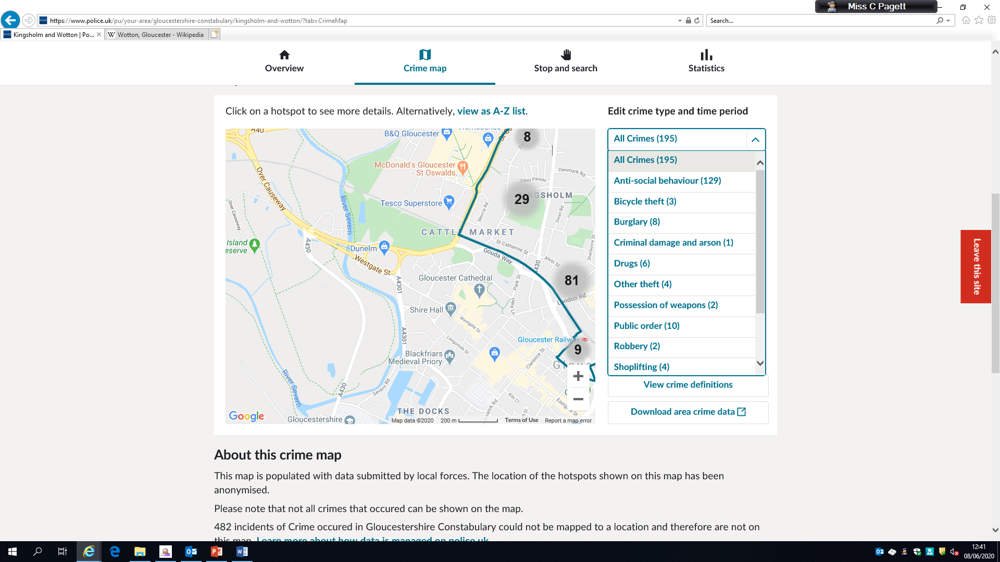 Miss C Pagett
https://www.police.uk/pu/your-area/gloucestershire-constabulary/kingsholm-and-wotton/?tab=CrimeMap
Search...
Kingsholm and Wotton | Po...
Wotton, Gloucester - Wikipedia
Overview
Crime map
Stop and search
Statistics
Click on a hotspot to see more details. Alternatively, view as A-Z list.
Edit crime type and time period
All Crimes (195)
All Crimes (195)
Anti-social behaviour (129)
Bicycle theft (3)
Burglary (8)
Criminal damage and arson (1)
Drugs (6)
Other theft (4)
Possession of weapons (2)
Public order (10)
Robbery (2)
Shoplifting (4)
View crime definitions
Download area crime data
A40
B&Q Gloucester
8
McDonald's Gloucester
- St Oswalds
Denmark Rd
Edwy Parade
Over Causeway
Over Causeway
River Severn
Tesco Superstore
29
GSHOLM
Mercia Rd
Swan Rd
CATTLE MARKET
St Catherine St
Sherborne St
Island
eserve
A430
Dunelm
Westgate St
Gouda Way
Alvin St
A430
81
A4301
Gloucester Cathedral
Park St
London Rd
Hare Ln
Shire Hall
Westgate St
A4301
Longsmith St
Gloucester Railway
9
Blackfriars
Medieval Priory
Clarence St
River Severn
A430
Severn Rd
Kiln Cl
THE DOCKS
Google
Gloucestershire
Map data ©2020
200 m
Terms of Use
Report a map error
Leave this site
About this crime map
This map is populated with data submitted by local forces. The location of the hotspots shown on this map has been
anonymised.
Please note that not all crimes that occured can be shown on the map.
482 incidents of Crime occured in Gloucestershire Constabulary could not be mapped to a location and therefore are not on
this map. Learn more about how data is managed on police.uk
12:41
08/06/2020